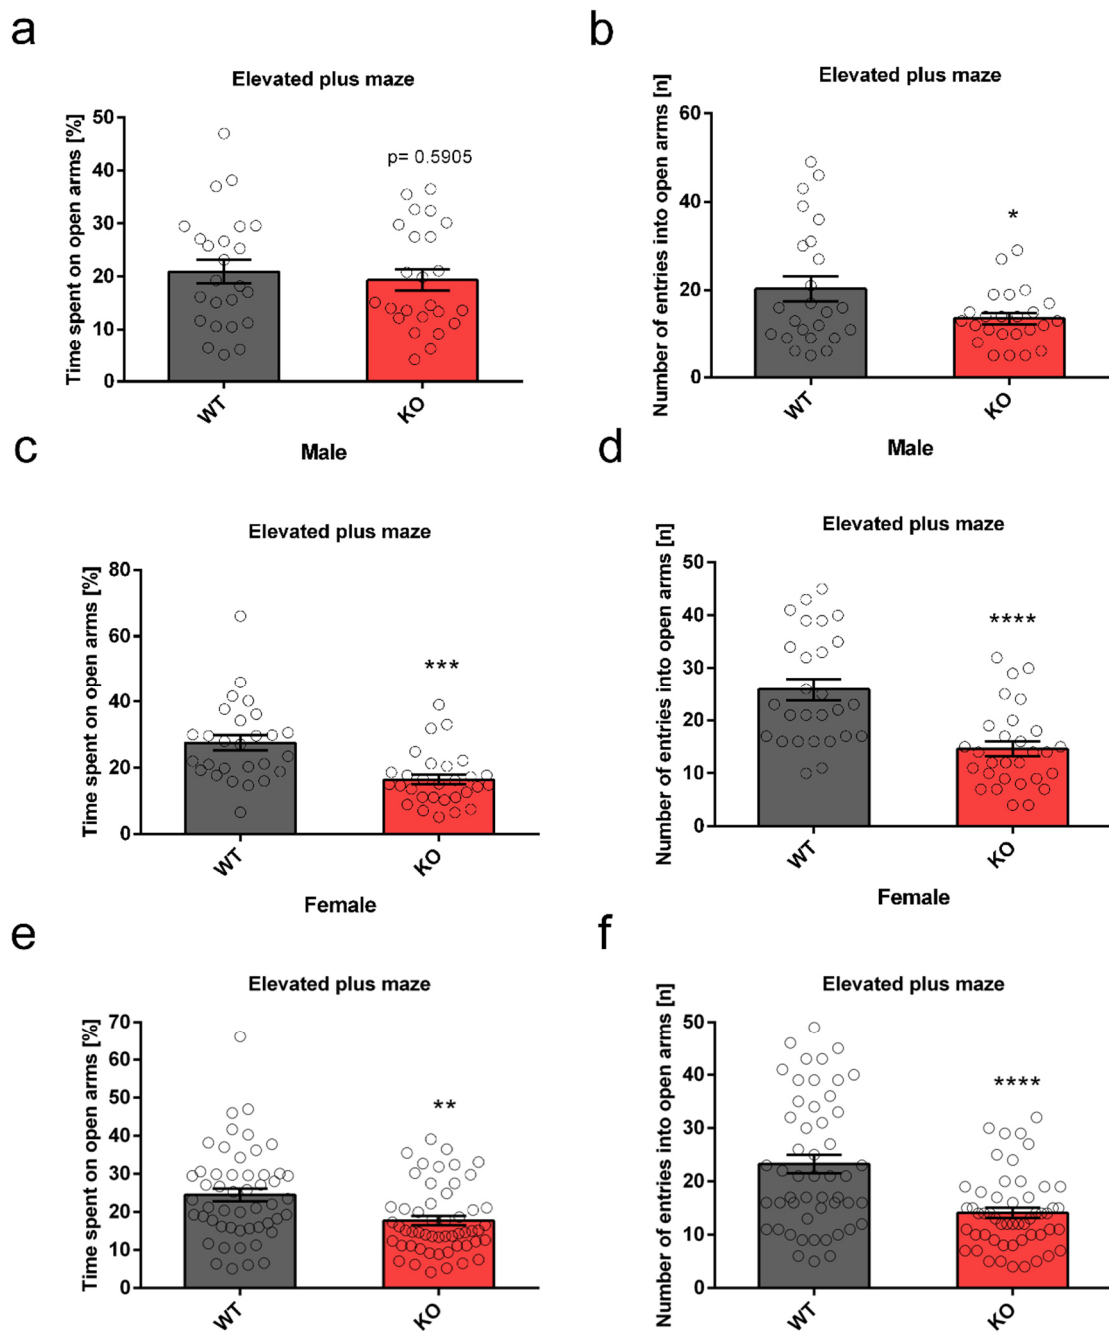 a
Elevated plus maze
Time spent on open arms [%]
50
40
30
20
10
0
p= 0.5905
WT
KO
Male
b
Elevated plus maze
Number of entries into open arms [n]
60
40
20
0
*
WT
KO
Male
c
Elevated plus maze
Time spent on open arms [%]
80
60
40
20
0
***
WT
KO
Female
d
Elevated plus maze
Number of entries into open arms [n]
50
40
30
20
10
0
****
WT
KO
Female
e
Elevated plus maze
Time spent on open arms [%]
70
60
50
40
30
20
10
0
**
WT
KO
f
Elevated plus maze
Number of entries into open arms [n]
50
40
30
20
10
0
****
WT
KO